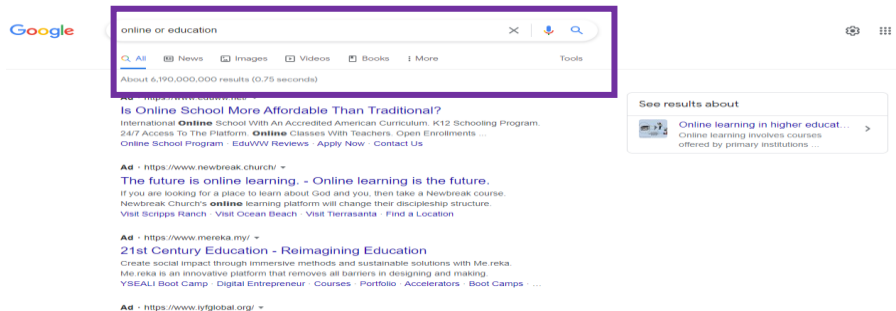 Google
online or education
All News Images Videos Books More Tools
About 6,190,000,000 results (0.75 seconds)
Is Online School More Affordable Than Traditional?
International Online School With An Accredited American Curriculum. K12 Schooling Program.
24/7 Access To The Platform. Online Classes With Teachers. Open Enrollments ...
Online School Program · EduWW Reviews · Apply Now · Contact Us
Ad · https://www.newbreak.church/
The future is online learning. - Online learning is the future.
If you are looking for a place to learn about God and you, then take a Newbreak course.
Newbreak Church's online learning platform will change their discipleship structure.
Visit Scripps Ranch · Visit Ocean Beach · Visit Tierrasanta · Find a Location
Ad · https://www.mereka.my/
21st Century Education - Reimagining Education
Create social impact through immersive methods and sustainable solutions with Me.reka.
Me.reka is an innovative platform that removes all barriers in designing and making.
YSEALI Boot Camp · Digital Entrepreneur · Courses · Portfolio · Accelerators · Boot Camps · ...
Ad · https://www.iyfglobal.org/
See results about
Online learning in higher educat...
Online learning involves courses
offered by primary institutions ...